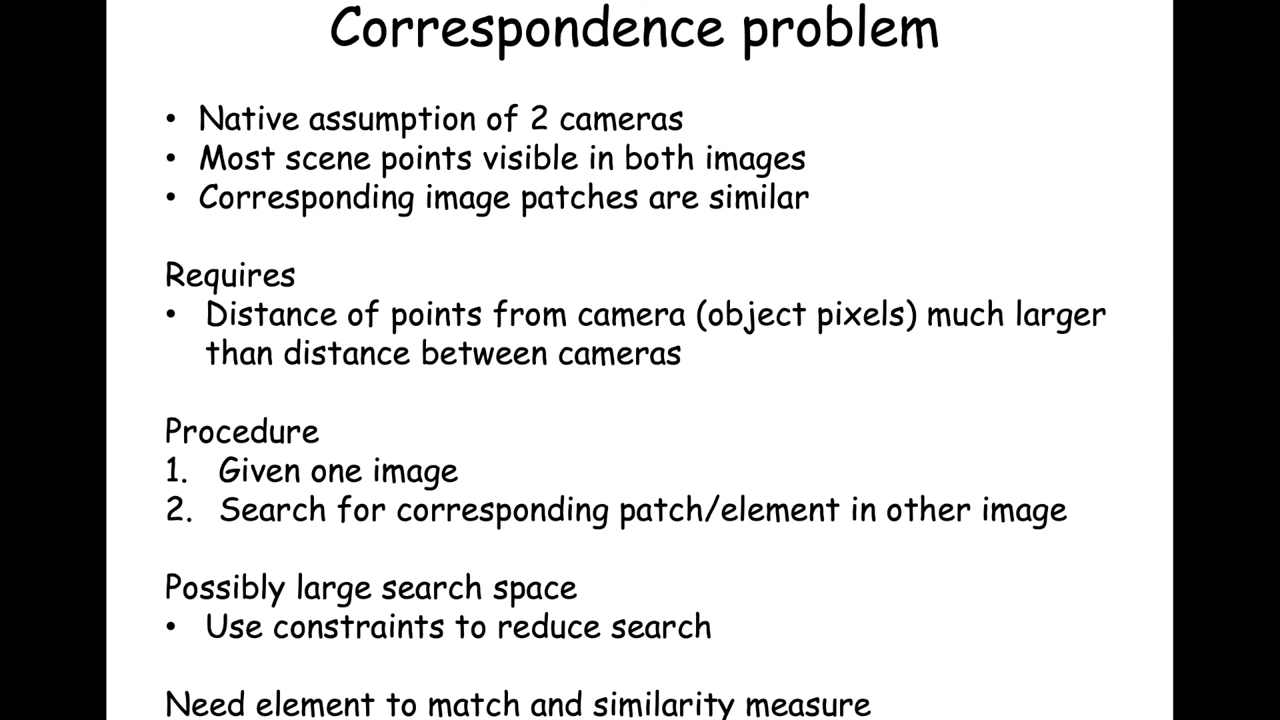 Correspondence problem
• Native assumption of 2 cameras
• Most scene points visible in both images
• Corresponding image patches are similar
Requires
• Distance of points from camera (object pixels) much larger
than distance between cameras
Procedure
1. Given one image
2. Search for corresponding patch/element in other image
Possibly large search space
• Use constraints to reduce search
Need element to match and similarity measure